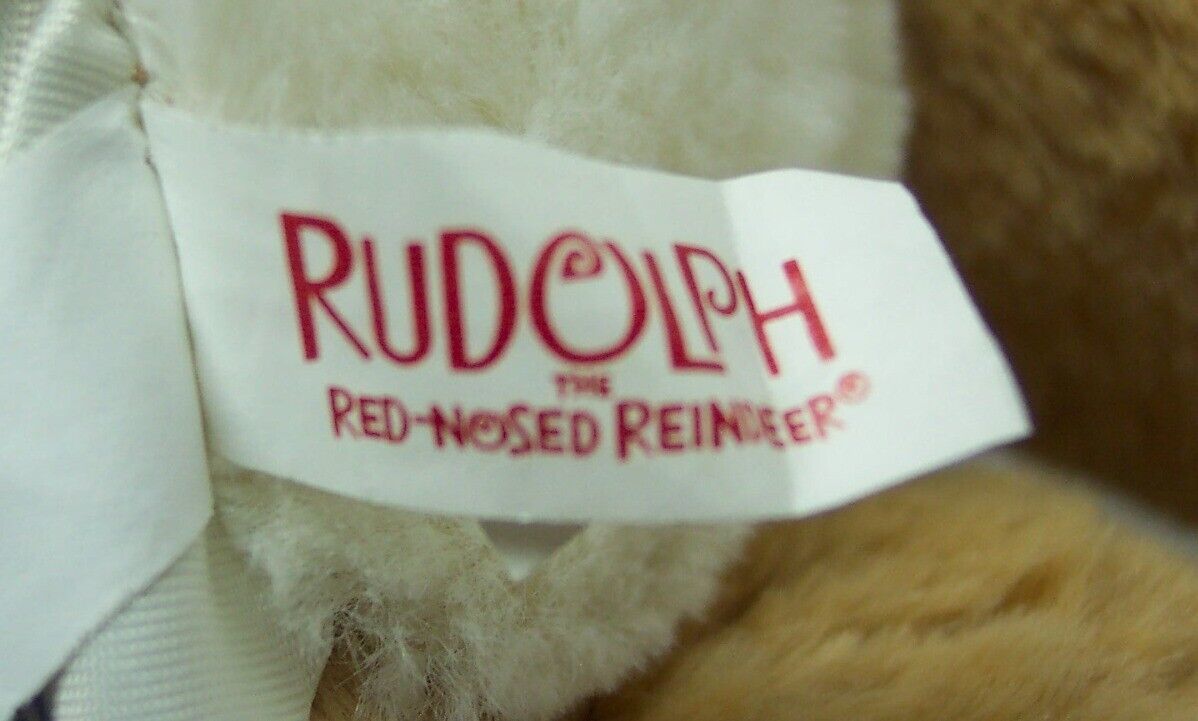 RUDOLPH
THE
RED-NOSED REINDEER®